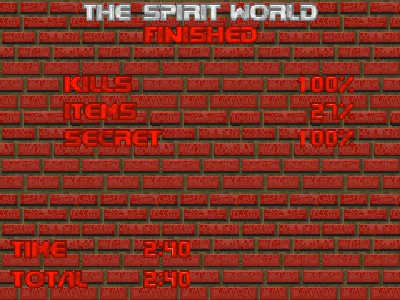 THE SPIRIT WORLD
FINISHED
KILLS 100%
ITEMS 27%
SECRET 100%
TIME 2:40
TOTAL 2:40